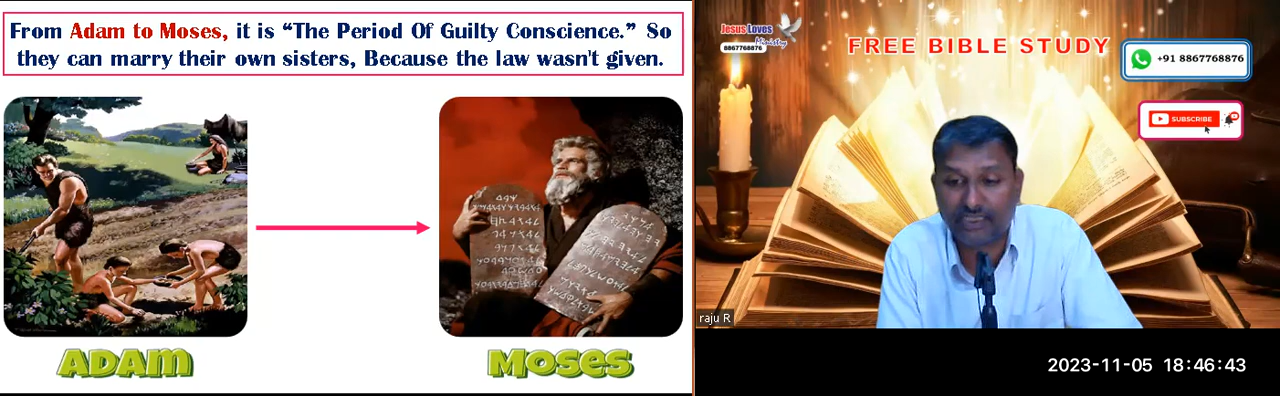 From Adam to Moses, it is “The Period Of Guilty Conscience.” So
they can marry their own sisters, Because the law wasn't given.
ADAM
MOSES
Jesus Loves
Ministry
8867768876
FREE BIBLE STUDY
+91 8867768876
SUBSCRIBE
raju R
2023-11-05 18:46:43